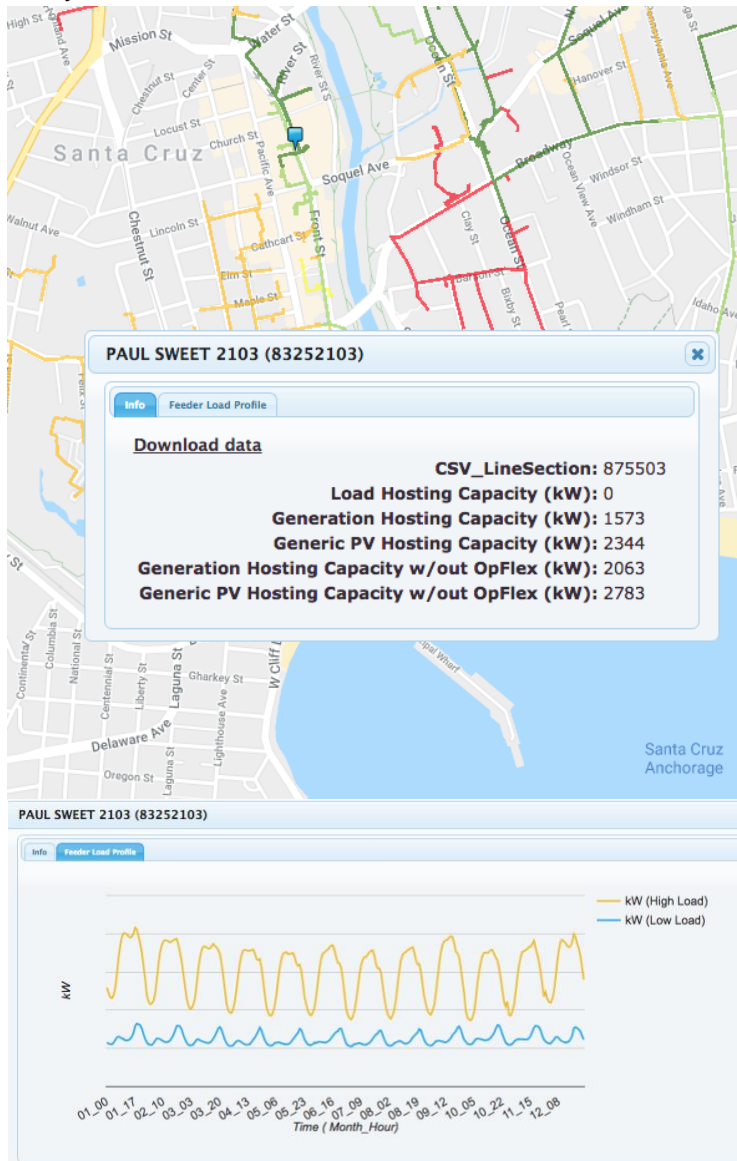 High St
Mission St
Water St
River St
River St S
Ocean St
Soquel Ave
Pennsylvania Ave
Hanover St
Chestnut St
Center St
Locust St
Church St
Pacific Ave
Santa Cruz
Soquel Ave
Broadway
Ocean View Ave
Windsor St
Windham St
Walnut Ave
Lincoln St
Chestnut St
Front St
Cathcart St
Clay St
Ocean St
Elm St
Maple St
Barson St
Bixby St
Idaho Ave
PAUL SWEET 2103 (83252103)
Info
Feeder Load Profile
Download data
CSV_LineSection: 875503
Load Hosting Capacity (kW): 0
Generation Hosting Capacity (kW): 1573
Generic PV Hosting Capacity (kW): 2344
Generation Hosting Capacity w/out OpFlex (kW): 2063
Generic PV Hosting Capacity w/out OpFlex (kW): 2783
Columbia St
National St
Centennial St
Liberty St
Laguna St
Gharkey St
Lighthouse Ave
Delaware Ave
Oregon St
Laguna St
Santa Cruz
Anchorage
PAUL SWEET 2103 (83252103)
Info
Feeder Load Profile
kW (High Load)
kW (Low Load)
kW
01_00
01_17
02_10
03_03
03_20
04_13
05_06
05_23
06_16
07_09
08_02
08_19
09_12
10_05
10_22
11_15
12_08
Time ( Month_Hour)